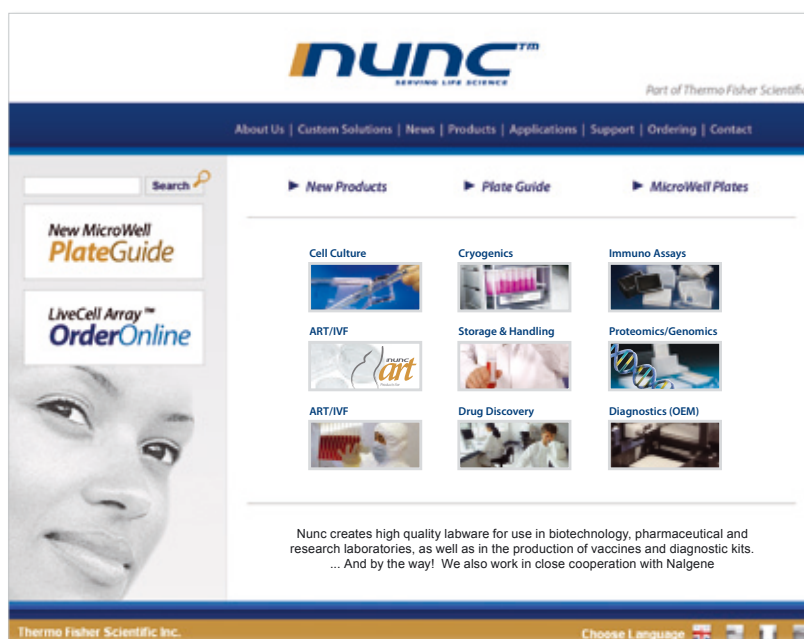 nunc™
SERVING LIFE SCIENCE
Part of Thermo Fisher Scientific
About Us | Custom Solutions | News | Products | Applications | Support | Ordering | Contact
Search
New Products
Plate Guide
MicroWell Plates
New MicroWell
PlateGuide
LiveCell Array™
OrderOnline
Cell Culture
Cryogenics
Immuno Assays
ART/IVF
Storage & Handling
Proteomics/Genomics
nunc
art
ART/IVF
Drug Discovery
Diagnostics (OEM)
Nunc creates high quality labware for use in biotechnology, pharmaceutical and
research laboratories, as well as in the production of vaccines and diagnostic kits.
... And by the way! We also work in close cooperation with Nalgene
Thermo Fisher Scientific Inc.
Choose Language